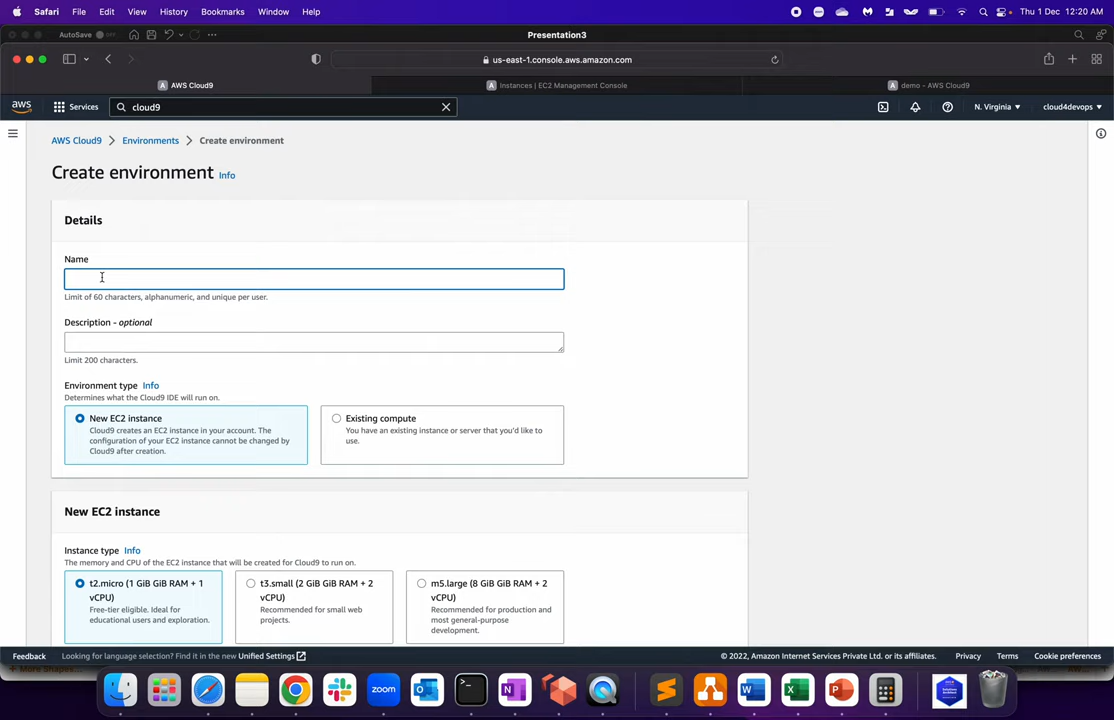 Safari File Edit View History Bookmarks Window Help Thu 1 Dec 12:20 AM
AutoSave Presentation3
us-east-1.console.aws.amazon.com
AWS Cloud9 Instances | EC2 Management Console demo – AWS Cloud9
aws Services cloud9 N. Virginia cloud4devops
AWS Cloud9 Environments Create environment
Create environment Info
Details
Name
Limit of 60 characters, alphanumeric, and unique per user.
Description - optional
Limit 200 characters.
Environment type Info
Determines what the Cloud9 IDE will run on.
New EC2 instance
Cloud9 creates an EC2 instance in your account. The
configuration of your EC2 instance cannot be changed by
Cloud9 after creation.
Existing compute
You have an existing instance or server that you'd like to
use.
New EC2 instance
Instance type Info
The memory and CPU of the EC2 instance that will be created for Cloud9 to run on.
t2.micro (1 GiB GiB RAM + 1
vCPU)
Free-tier eligible. Ideal for
educational users and exploration.
t3.small (2 GiB GiB RAM + 2
vCPU)
Recommended for small web
projects.
m5.large (8 GiB GiB RAM + 2
vCPU)
Recommended for production and
most general-purpose
development.
Feedback Looking for language selection? Find it in the new Unified Settings © 2022, Amazon Internet Services Private Ltd. or its affiliates. Privacy Terms Cookie preferences
zoom